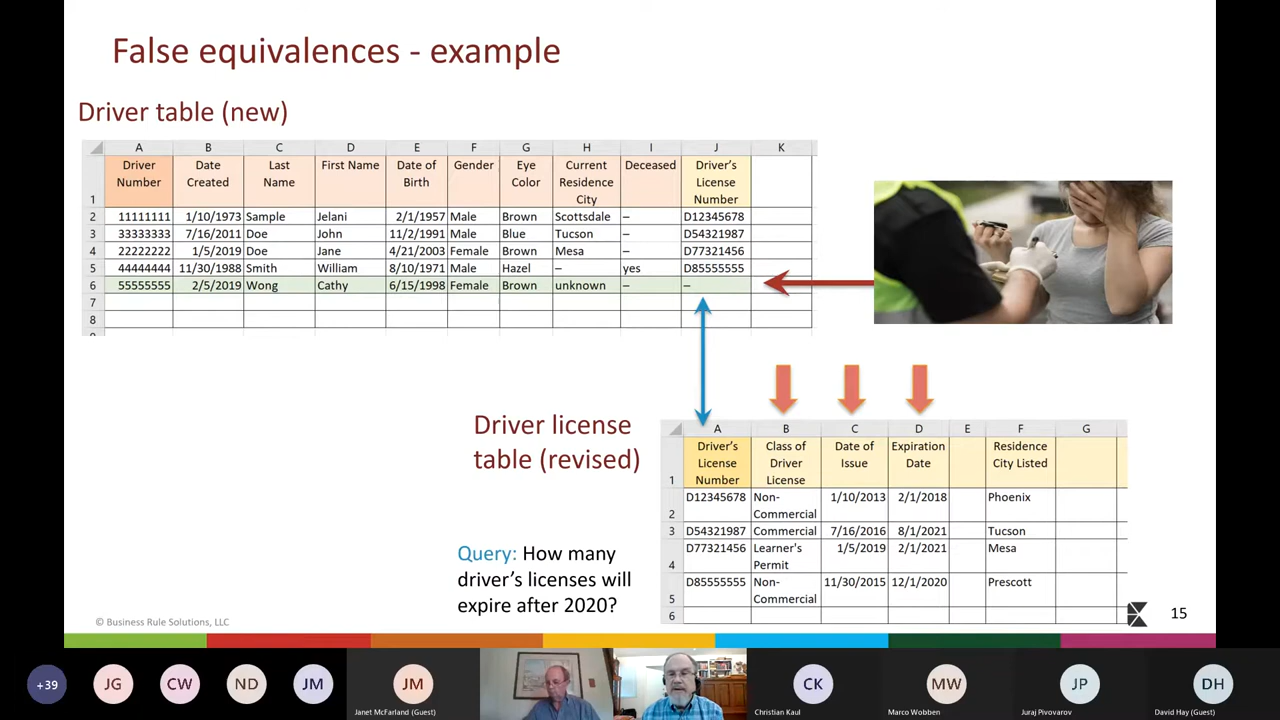 False equivalences - example
Driver table (new)
A B C D E F G H I J K
1 Driver Number Date Created Last Name First Name Date of Birth Gender Eye Color Current Residence City Deceased Driver's License Number
2 11111111 1/10/1973 Sample Jelani 2/1/1957 Male Brown Scottsdale – D12345678
3 33333333 7/16/2011 Doe John 11/2/1991 Male Blue Tucson – D54321987
4 22222222 1/5/2019 Doe Jane 4/21/2003 Female Brown Mesa – D77321456
5 44444444 11/30/1988 Smith William 8/10/1971 Male Hazel – yes D85555555
6 55555555 2/5/2019 Wong Cathy 6/15/1998 Female Brown unknown – –
7
8
Driver license
table (revised)
A B C D E F G
1 Driver's License Number Class of Driver License Date of Issue Expiration Date Residence City Listed
2 D12345678 Non-Commercial 1/10/2013 2/1/2018 Phoenix
3 D54321987 Commercial 7/16/2016 8/1/2021 Tucson
4 D77321456 Learner's Permit 1/5/2019 2/1/2021 Mesa
5 D85555555 Non-Commercial 11/30/2015 12/1/2020 Prescott
6
Query: How many
driver's licenses will
expire after 2020?
© Business Rule Solutions, LLC
15
+39
JG
CW
ND
JM
JM
Janet McFarland (Guest)
CK
Christian Kaul
MW
Marco Wobben
JP
Juraj Pivovarov
DH
David Hay (Guest)